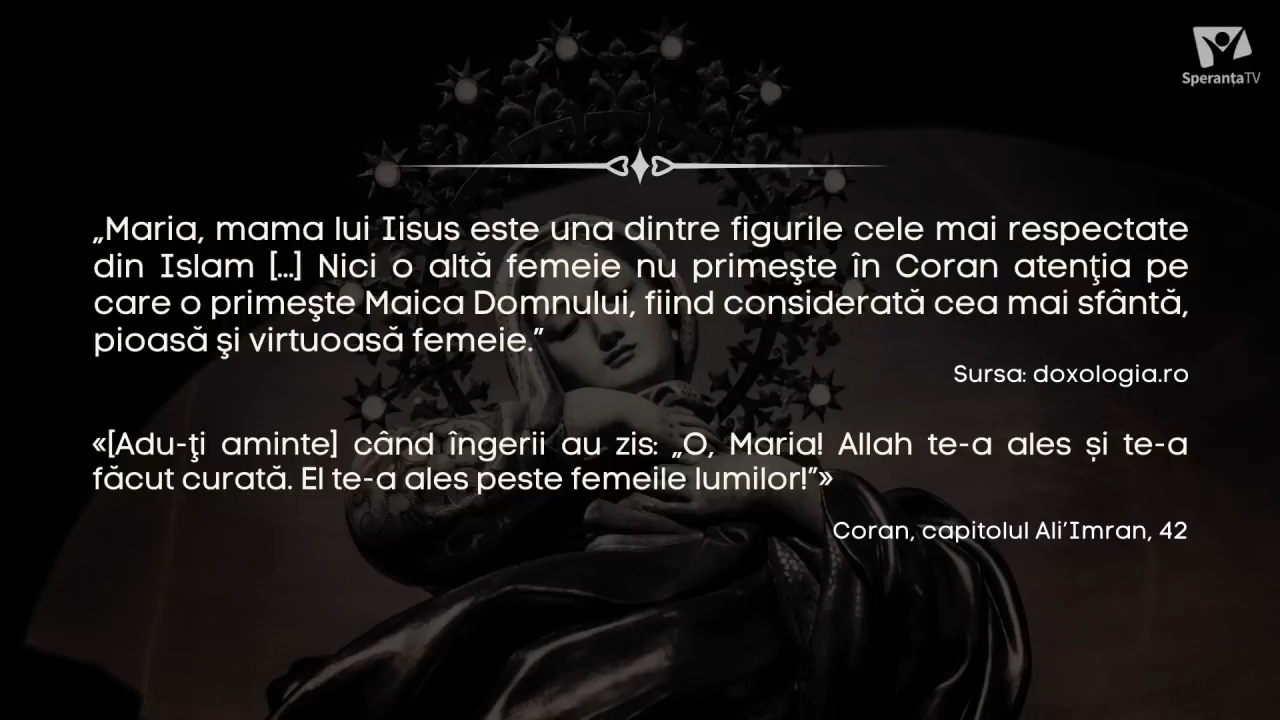 SperanțaTV
„Maria, mama lui Iisus este una dintre figurile cele mai respectate
din Islam [...] Nici o altă femeie nu primeşte în Coran atenţia pe
care o primeşte Maica Domnului, fiind considerată cea mai sfântă,
pioasă şi virtuoasă femeie.”
Sursa: doxologia.ro
«[Adu-ţi aminte] când îngerii au zis: „O, Maria! Allah te-a ales și te-a
făcut curată. El te-a ales peste femeile lumilor!”»
Coran, capitolul Ali’Imran, 42